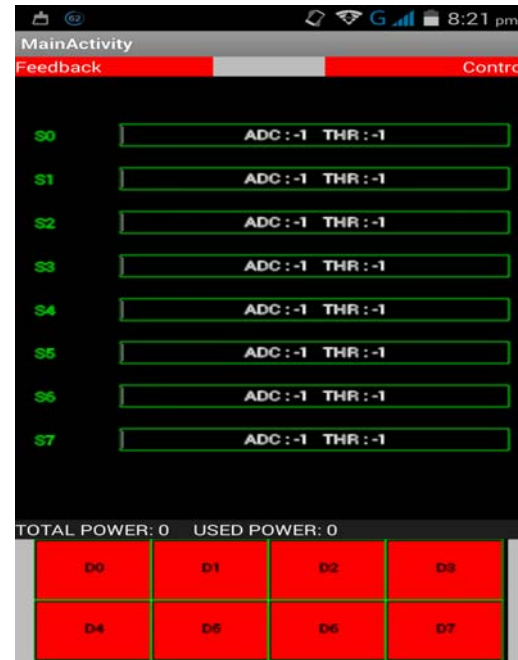 62 G 8:21 pm
MainActivity
Feedback Contro
S0 ADC : -1 THR : -1
S1 ADC : -1 THR : -1
S2 ADC : -1 THR : -1
S3 ADC : -1 THR : -1
S4 ADC : -1 THR : -1
S5 ADC : -1 THR : -1
S6 ADC : -1 THR : -1
S7 ADC : -1 THR : -1
TOTAL POWER: 0 USED POWER: 0
D0 D1 D2 D3
D4 D5 D6 D7